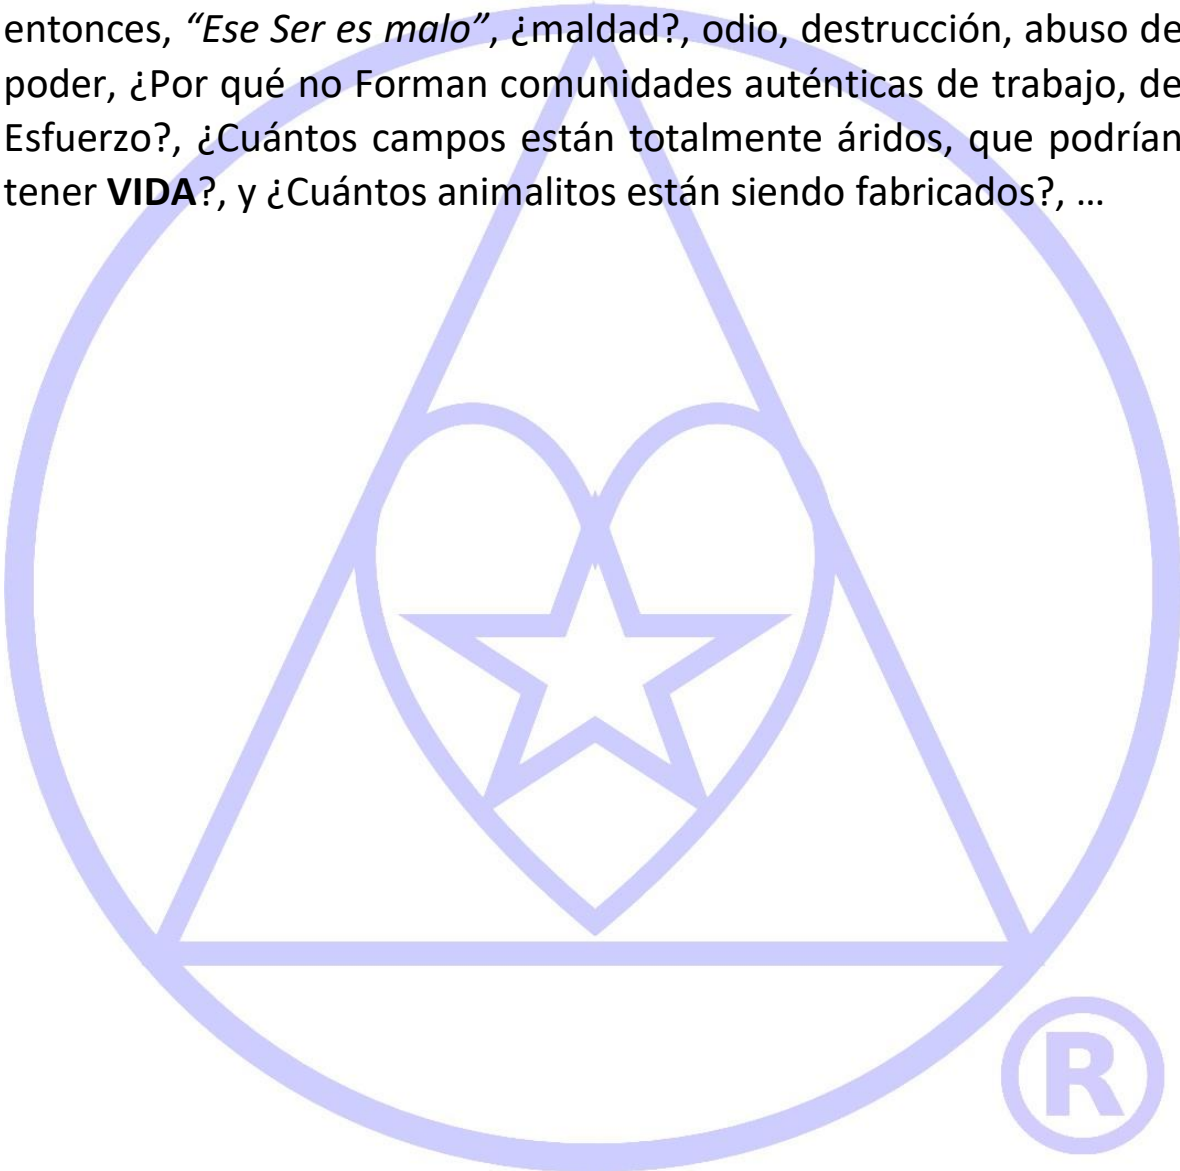 entonces, “Ese Ser es malo”, ¿maldad?, odio, destrucción, abuso de
poder, ¿Por qué no Forman comunidades auténticas de trabajo, de
Esfuerzo?, ¿Cuántos campos están totalmente áridos, que podrían
tener VIDA?, y ¿Cuántos animalitos están siendo fabricados?, …
®